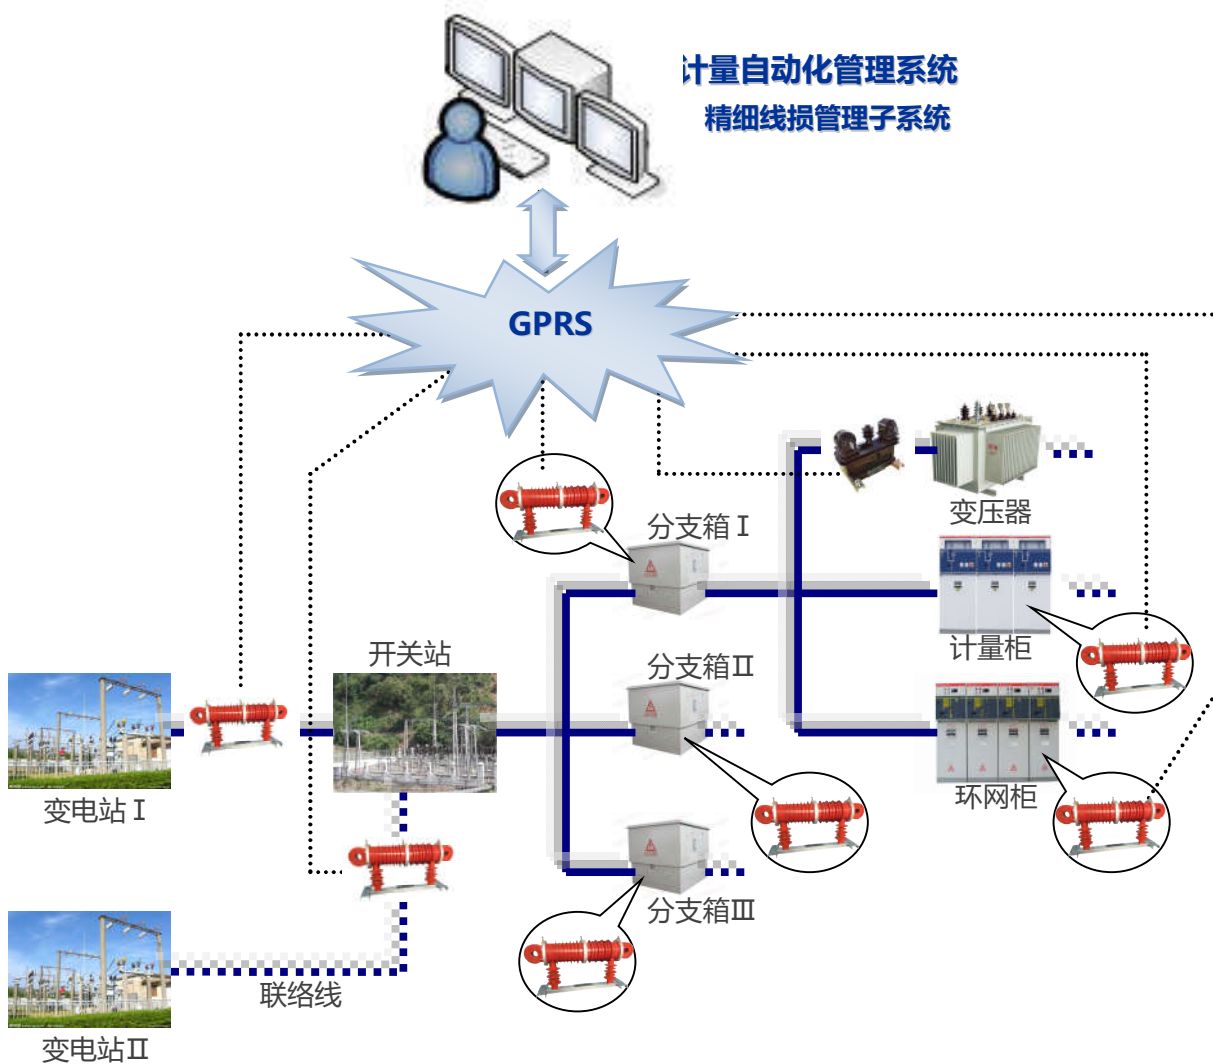 计量自动化管理系统
精细线损管理子系统
GPRS
变压器
分支箱Ⅰ
计量柜
开关站
分支箱Ⅱ
变电站Ⅰ
环网柜
分支箱Ⅲ
联络线
变电站Ⅱ